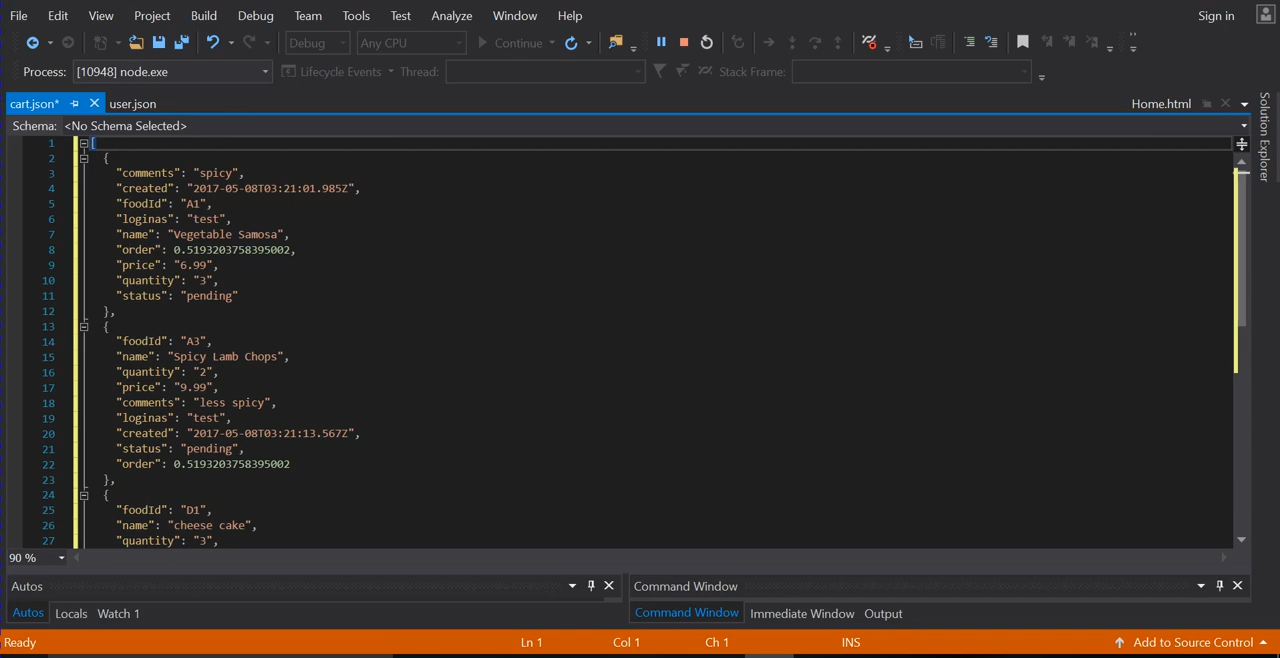 File Edit View Project Build Debug Team Tools Test Analyze Window Help Sign in
Debug Any CPU Continue
Process: [10948] node.exe Lifecycle Events Thread: Stack Frame:
cart.json* user.json Home.html
Schema: <No Schema Selected>
Solution Explorer
1 [
2 {
3 "comments": "spicy",
4 "created": "2017-05-08T03:21:01.985Z",
5 "foodId": "A1",
6 "loginas": "test",
7 "name": "Vegetable Samosa",
8 "order": 0.5193203758395002,
9 "price": "6.99",
10 "quantity": "3",
11 "status": "pending"
12 },
13 {
14 "foodId": "A3",
15 "name": "Spicy Lamb Chops",
16 "quantity": "2",
17 "price": "9.99",
18 "comments": "less spicy",
19 "loginas": "test",
20 "created": "2017-05-08T03:21:13.567Z",
21 "status": "pending",
22 "order": 0.5193203758395002
23 },
24 {
25 "foodId": "D1",
26 "name": "cheese cake",
27 "quantity": "3",
90 %
Autos Command Window
Autos Locals Watch 1 Command Window Immediate Window Output
Ready Ln 1 Col 1 Ch 1 INS Add to Source Control